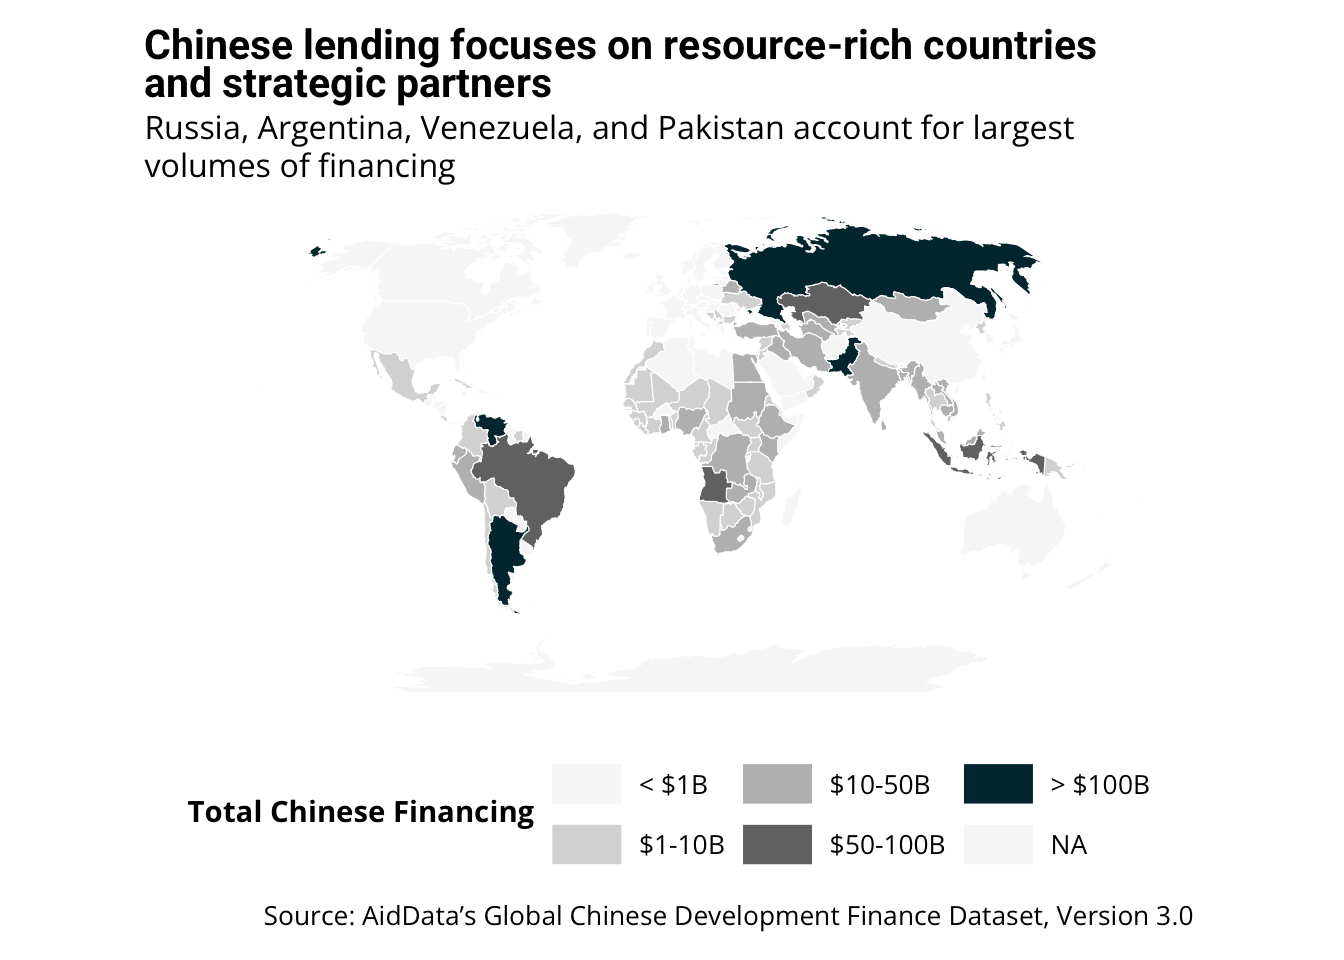 Chinese lending focuses on resource-rich countries
and strategic partners
Russia, Argentina, Venezuela, and Pakistan account for largest
volumes of financing
Total Chinese Financing
< $1B
$10-50B
> $100B
$1-10B
$50-100B
NA
Source: AidData’s Global Chinese Development Finance Dataset, Version 3.0